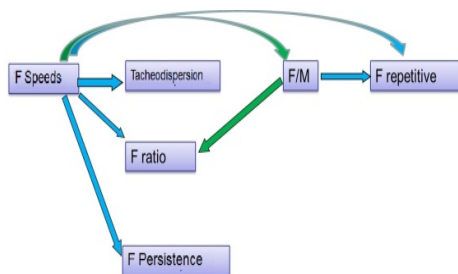 F Speeds
Tacheodispersion
F/M
F repetitive
F ratio
F Persistence